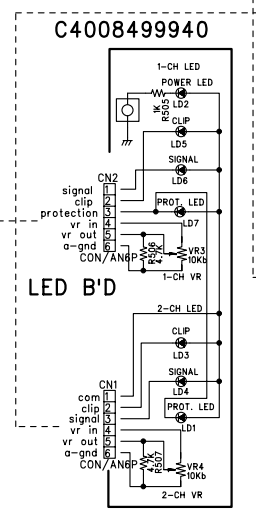 C4008499940
1-CH LED
POWER LED
1K
R505
LD2
CLIP
LD5
SIGNAL
LD6
CN2
signal 1
clip 2
protection 3
vr in 4
vr out 5
a-gnd 6
CON/AN6P
PROT. LED
LD7
R506
4.7K
VR3
10Kb
1-CH VR
LED B'D
2-CH LED
CLIP
LD3
SIGNAL
LD4
CN1
com 1
clip 2
signal 3
vr in 4
vr out 5
a-gnd 6
CON/AN6P
PROT. LED
LD1
4.7K
R507
VR4
10Kb
2-CH VR